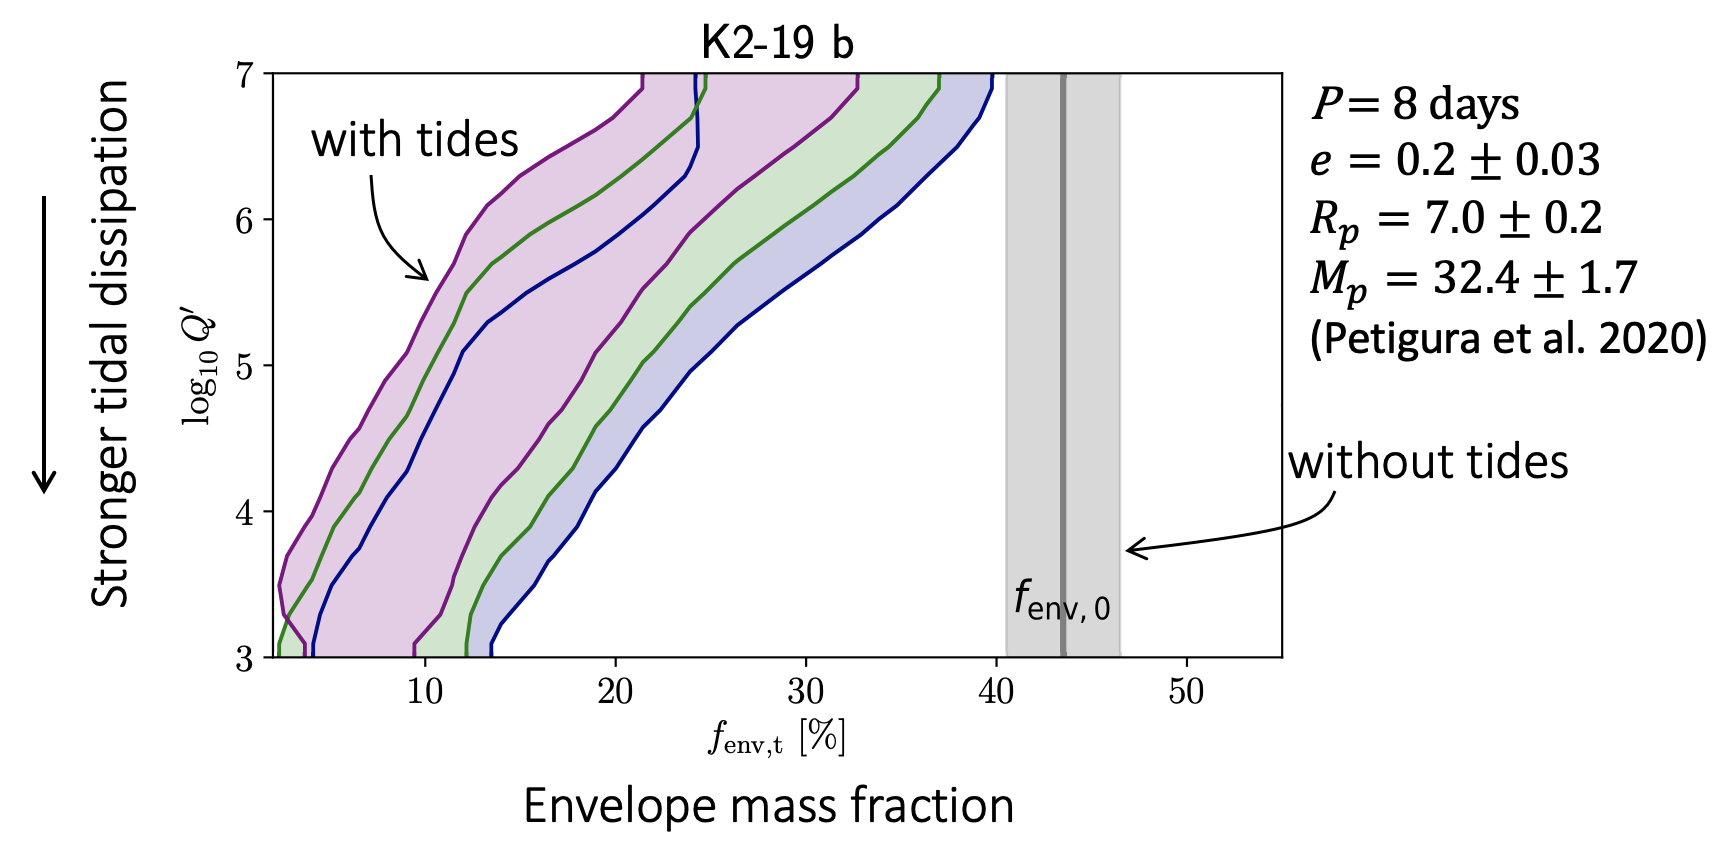 K2-19 b
Stronger tidal dissipation
log₁₀ Q′
7
6
5
4
3
with tides
P = 8 days
e = 0.2 ± 0.03
Rₚ = 7.0 ± 0.2
Mₚ = 32.4 ± 1.7
(Petigura et al. 2020)
without tides
f env, 0
10 20 30 40 50
f env,t [%]
Envelope mass fraction